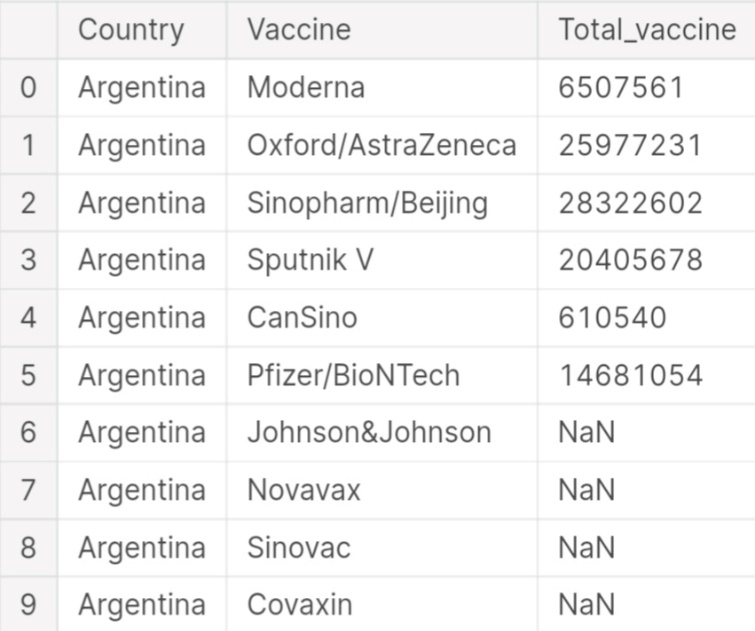 Country Vaccine Total_vaccine
0 Argentina Moderna 6507561
1 Argentina Oxford/AstraZeneca 25977231
2 Argentina Sinopharm/Beijing 28322602
3 Argentina Sputnik V 20405678
4 Argentina CanSino 610540
5 Argentina Pfizer/BioNTech 14681054
6 Argentina Johnson&Johnson NaN
7 Argentina Novavax NaN
8 Argentina Sinovac NaN
9 Argentina Covaxin NaN